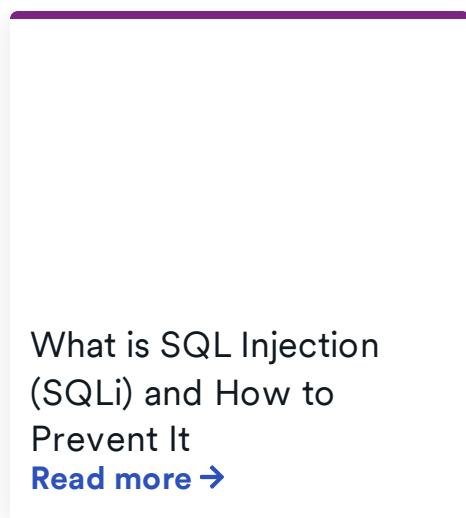 What is SQL Injection
(SQLi) and How to
Prevent It
Read more →